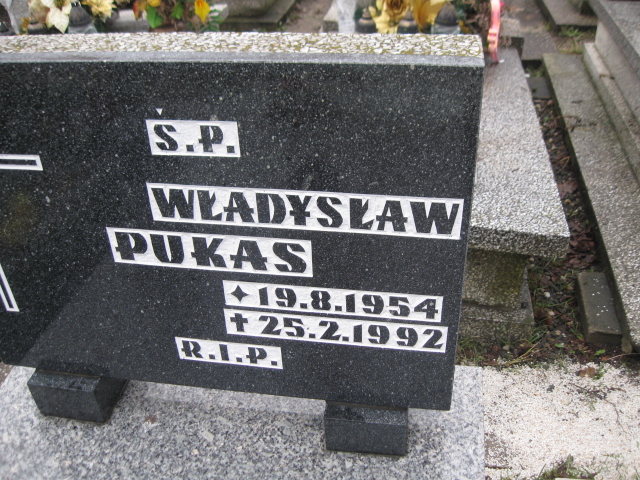 Ś.P.
WŁADYSŁAW
PUKAS
✦ 19.8.1954
✝ 25.2.1992
R.I.P.